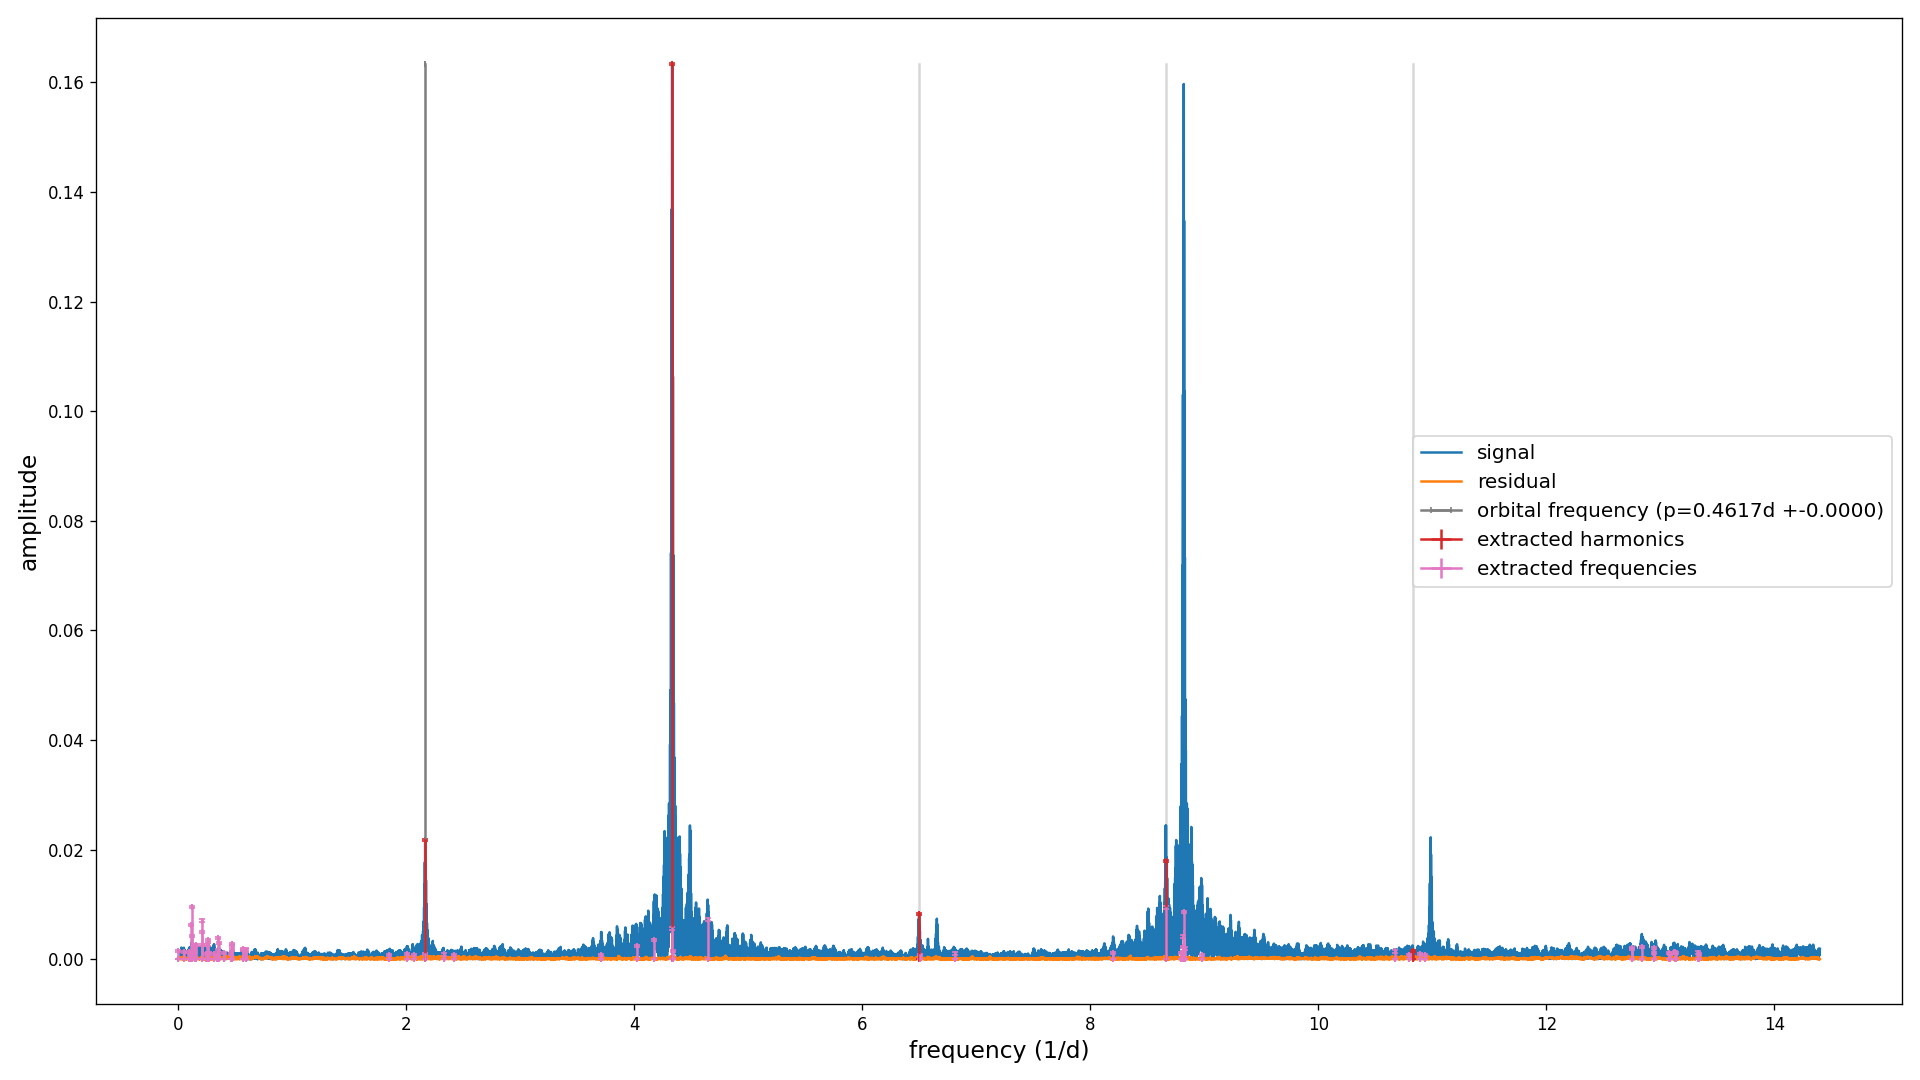 0.16
0.14
0.12
0.10
0.08
0.06
0.04
0.02
0.00
amplitude
signal
residual
orbital frequency (p=0.4617d +-0.0000)
extracted harmonics
extracted frequencies
0 2 4 6 8 10 12 14
frequency (1/d)